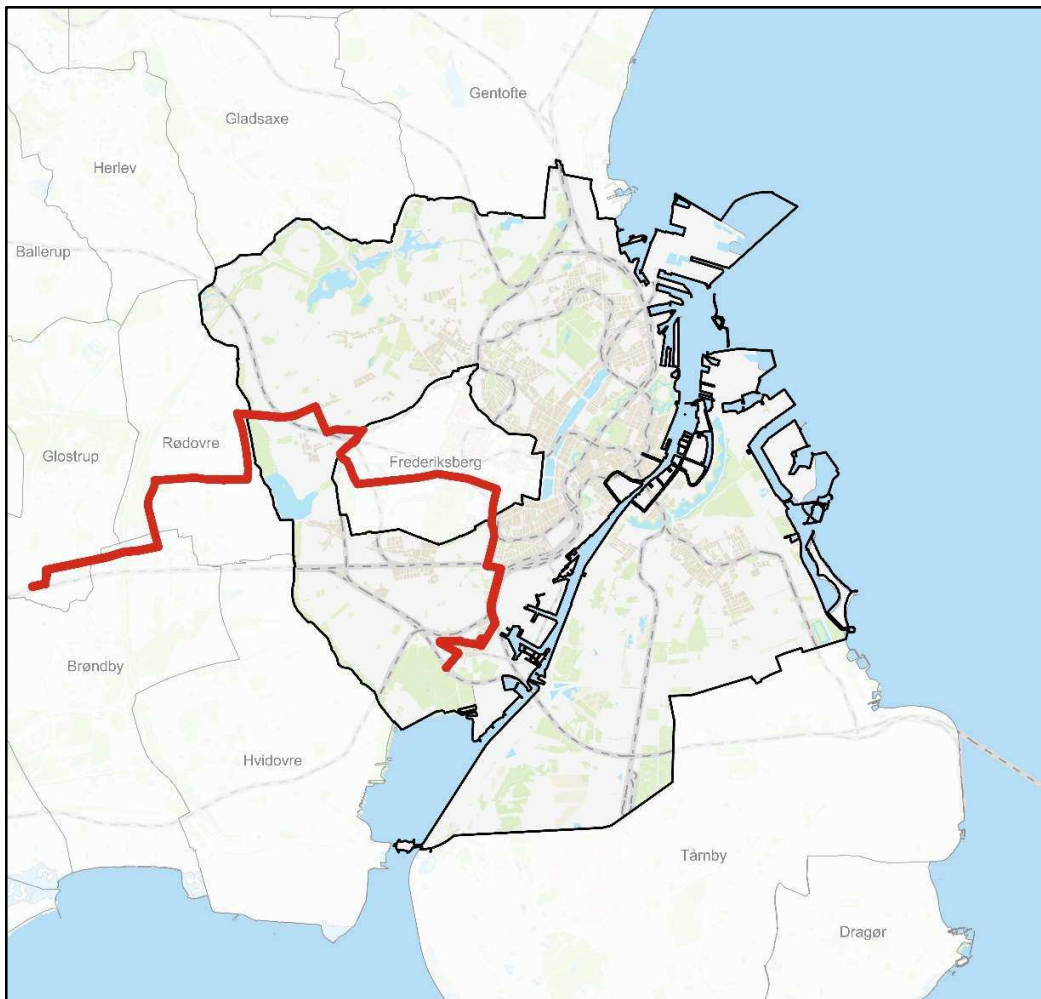 Gentofte
Gladsaxe
Herlev
Ballerup
Rødovre
Glostrup
Frederiksberg
Brøndby
Hvidovre
Tårnby
Dragør